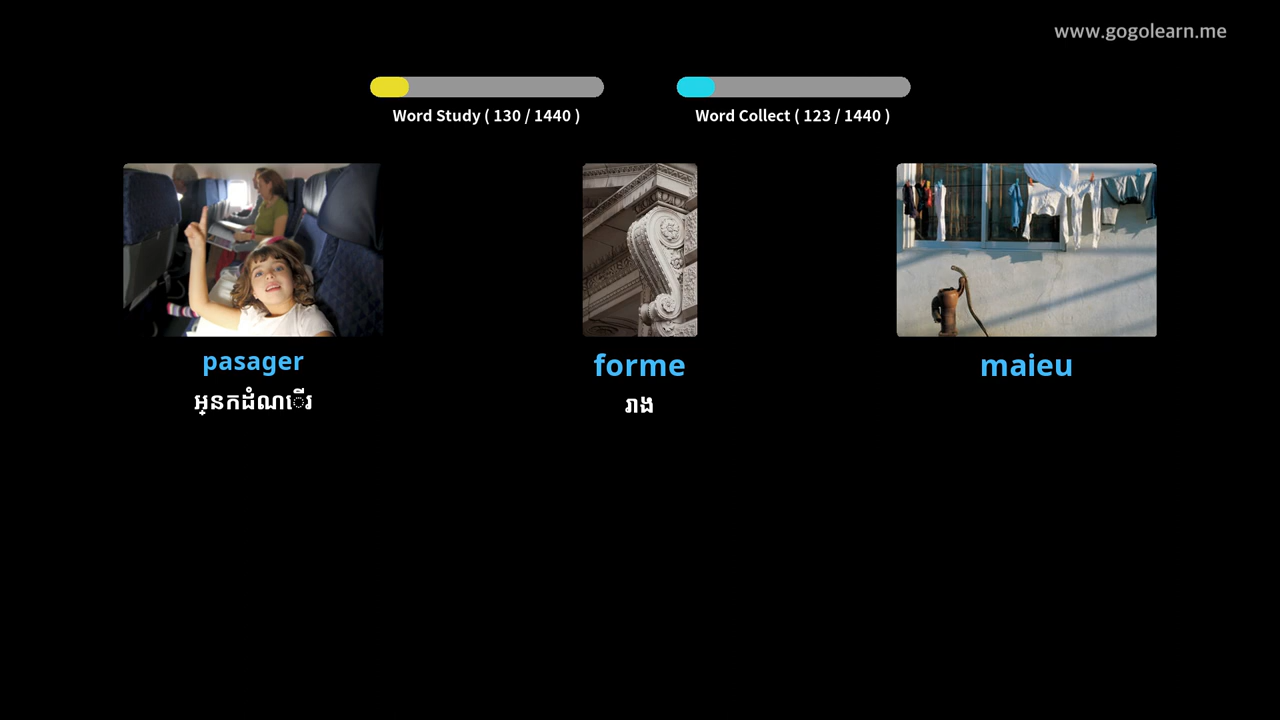 www.gogolearn.me
Word Study ( 130 / 1440 )
Word Collect ( 123 / 1440 )
pasager
អ្នកដំណើរ
forme
រាង
maieu